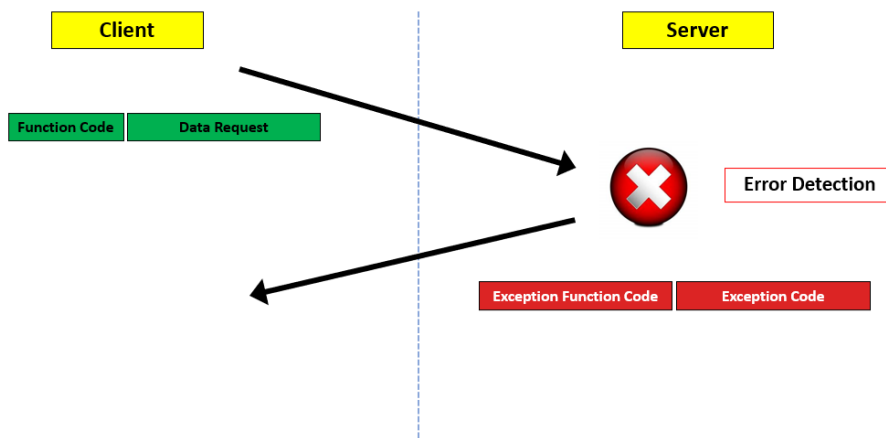 Client
Server
Function Code
Data Request
Error Detection
Exception Function Code
Exception Code